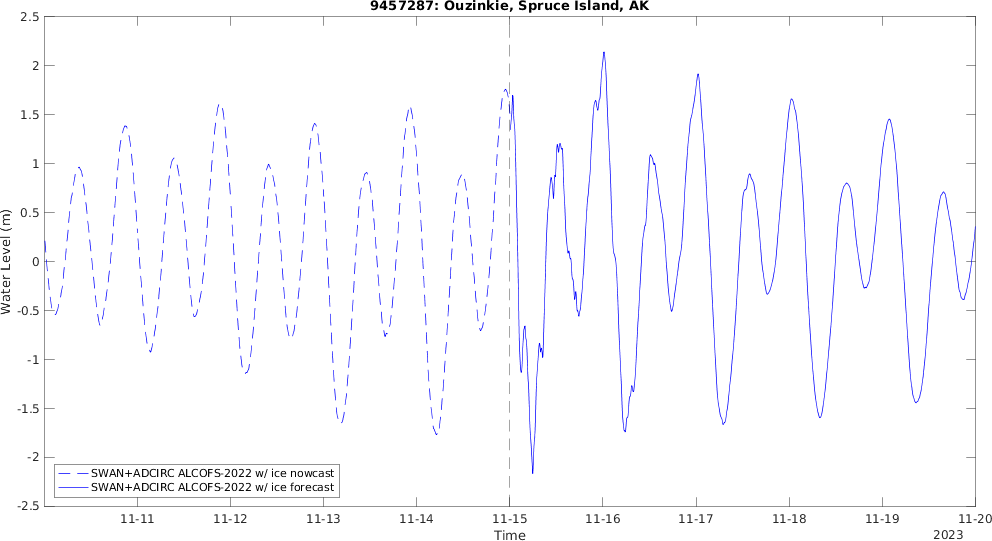 9457287: Ouzinkie, Spruce Island, AK
2.5
2
1.5
1
0.5
0
-0.5
-1
-1.5
-2
-2.5
Water Level (m)
SWAN+ADCIRC ALCOFS-2022 w/ ice nowcast
SWAN+ADCIRC ALCOFS-2022 w/ ice forecast
11-11 11-12 11-13 11-14 11-15 11-16 11-17 11-18 11-19 11-20
Time
2023